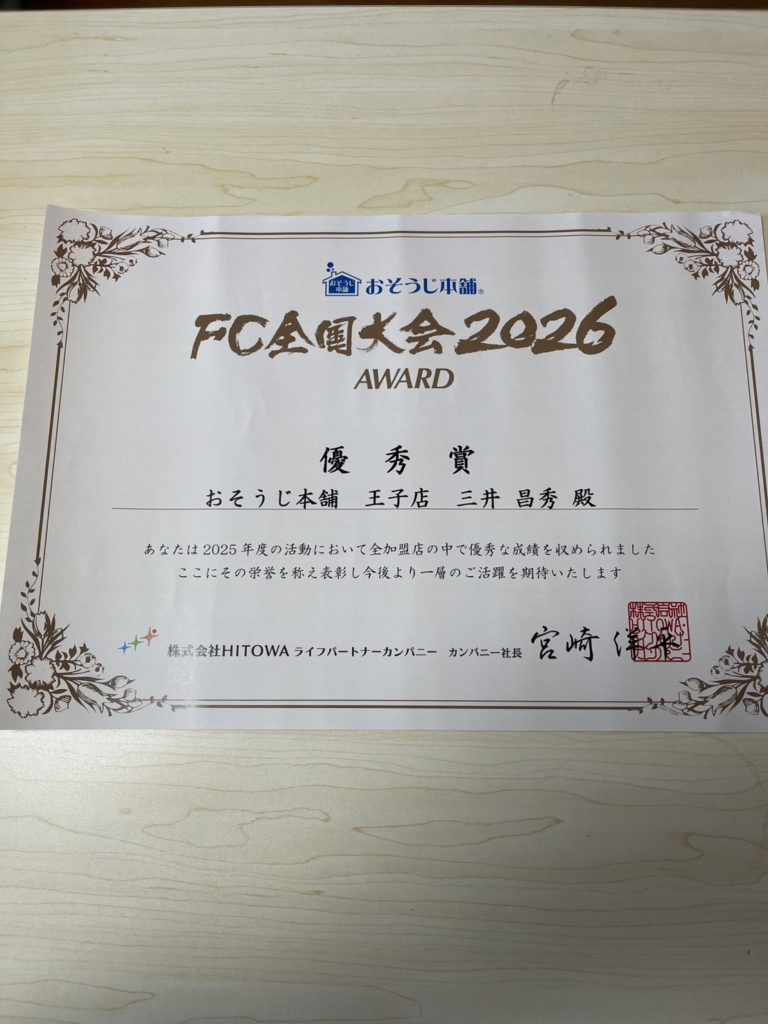 おそうじ本舗
おそうじ本舗®
FC全国大会2026
AWARD
優秀賞
おそうじ本舗 王子店 三井 昌秀 殿
あなたは2025年度の活動において全加盟店の中で優秀な成績を収められました
ここにその栄誉を称え表彰し今後より一層のご活躍を期待いたします
株式会社HITOWAライフパートナーカンパニー カンパニー社長 宮崎 洋平